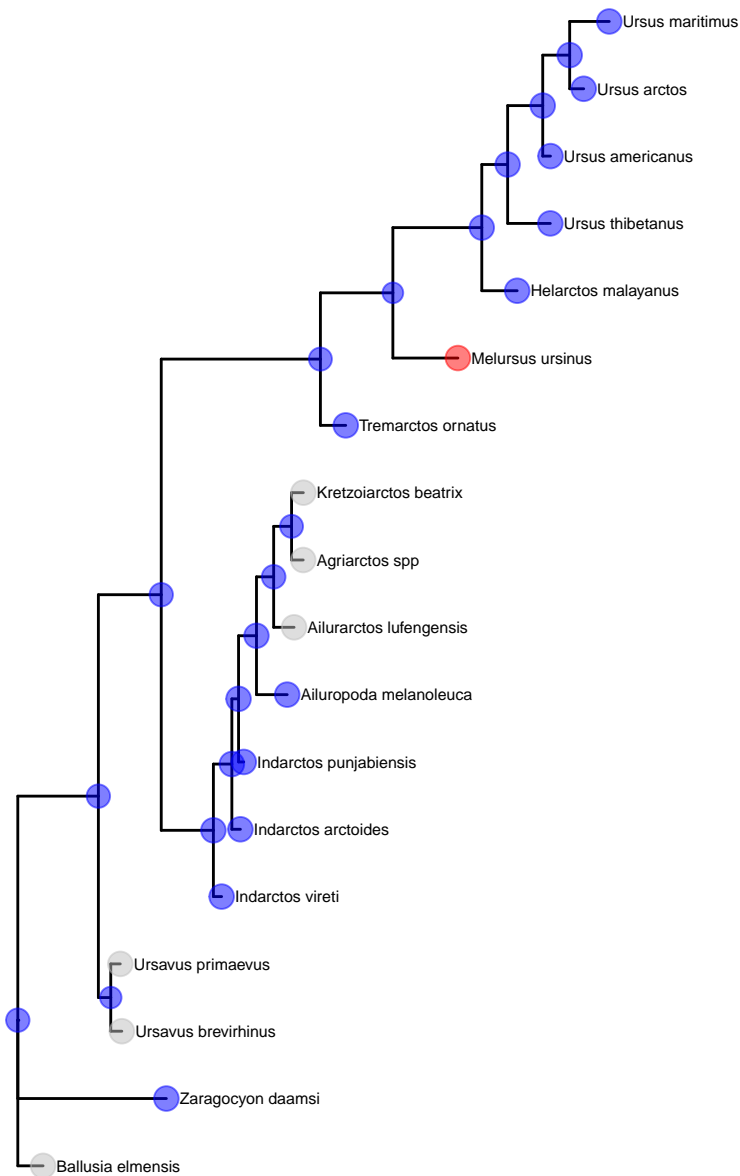 Ursus maritimus
Ursus arctos
Ursus americanus
Ursus thibetanus
Helarctos malayanus
Melursus ursinus
Tremarctos ornatus
Kretzoiarctos beatrix
Agriarctos spp
Ailurarctos lufengensis
Ailuropoda melanoleuca
Indarctos punjabiensis
Indarctos arctoides
Indarctos vireti
Ursavus primaevus
Ursavus brevirhinus
Zaragocyon daamsi
Ballusia elmensis